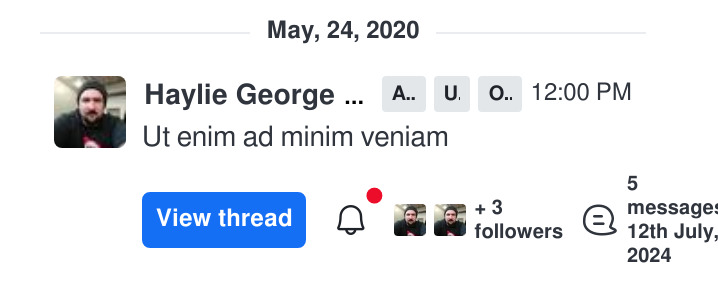 May, 24, 2020
Haylie George ... A.. U. O.. 12:00 PM
Ut enim ad minim veniam
View thread
+ 3
followers
5
messages
12th July,
2024